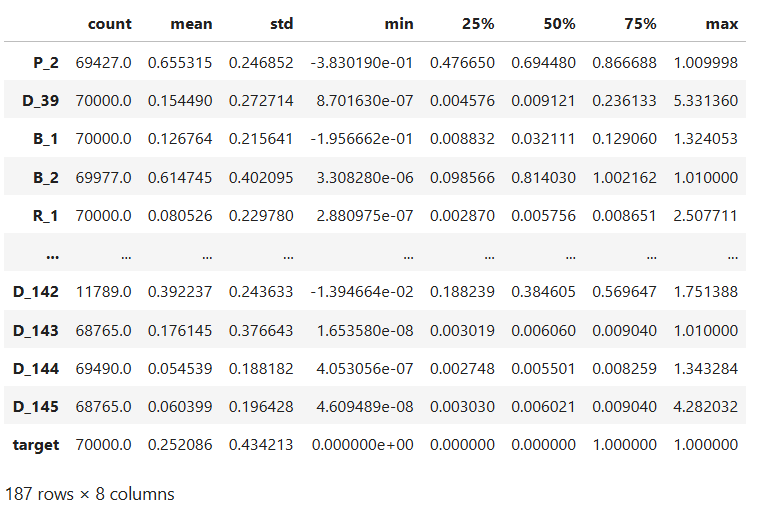 count mean std min 25% 50% 75% max
P_2 69427.0 0.655315 0.246852 -3.830190e-01 0.476650 0.694480 0.866688 1.009998
D_39 70000.0 0.154490 0.272714 8.701630e-07 0.004576 0.009121 0.236133 5.331360
B_1 70000.0 0.126764 0.215641 -1.956662e-01 0.008832 0.032111 0.129060 1.324053
B_2 69977.0 0.614745 0.402095 3.308280e-06 0.098566 0.814030 1.002162 1.010000
R_1 70000.0 0.080526 0.229780 2.880975e-07 0.002870 0.005756 0.008651 2.507711
... ... ... ... ... ... ... ... ...
D_142 11789.0 0.392237 0.243633 -1.394664e-02 0.188239 0.384605 0.569647 1.751388
D_143 68765.0 0.176145 0.376643 1.653580e-08 0.003019 0.006060 0.009040 1.010000
D_144 69490.0 0.054539 0.188182 4.053056e-07 0.002748 0.005501 0.008259 1.343284
D_145 68765.0 0.060399 0.196428 4.609489e-08 0.003030 0.006021 0.009040 4.282032
target 70000.0 0.252086 0.434213 0.000000e+00 0.000000 0.000000 1.000000 1.000000
187 rows × 8 columns